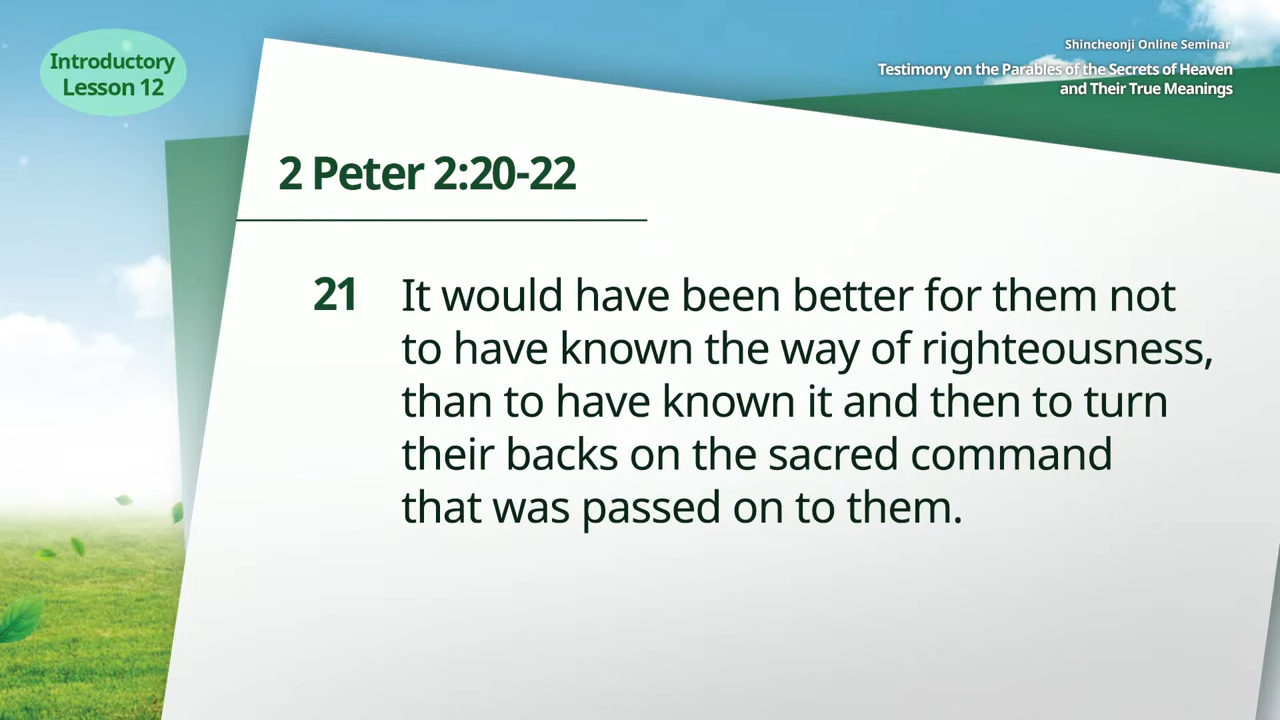 Introductory
Lesson 12
Shincheonji Online Seminar
Testimony on the Parables of the Secrets of Heaven
and Their True Meanings
2 Peter 2:20-22
21 It would have been better for them not
to have known the way of righteousness,
than to have known it and then to turn
their backs on the sacred command
that was passed on to them.